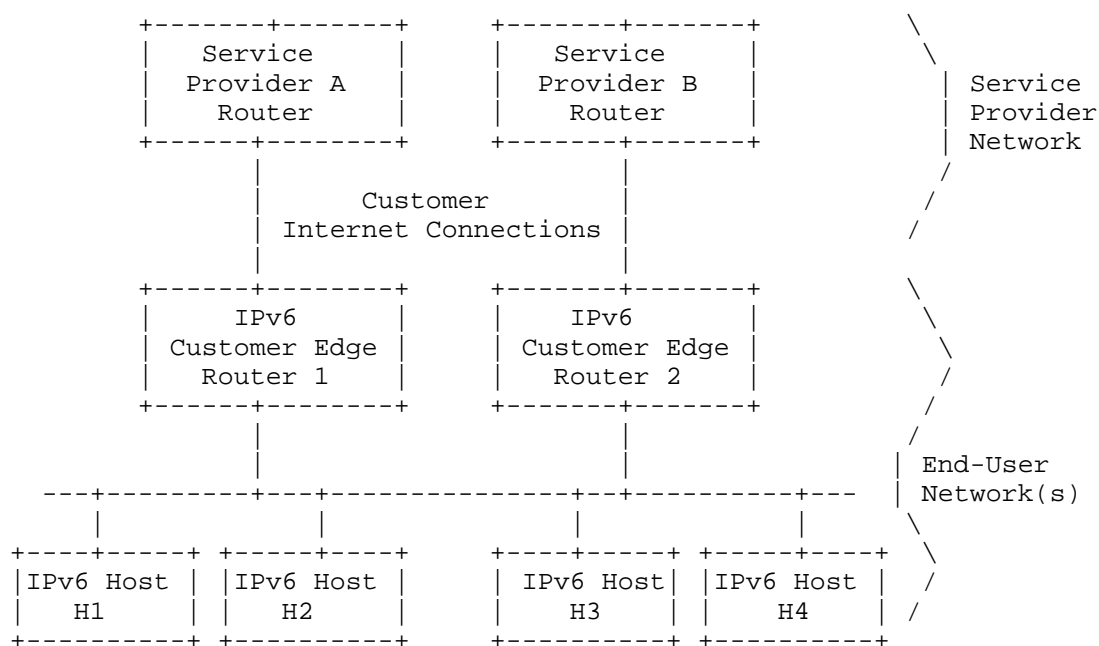 Service Service
Provider A Provider B Service
Router Router Provider
Network
Customer
Internet Connections
IPv6 IPv6
Customer Edge Customer Edge
Router 1 Router 2
End-User
Network(s)
IPv6 Host IPv6 Host IPv6 Host IPv6 Host
H1 H2 H3 H4